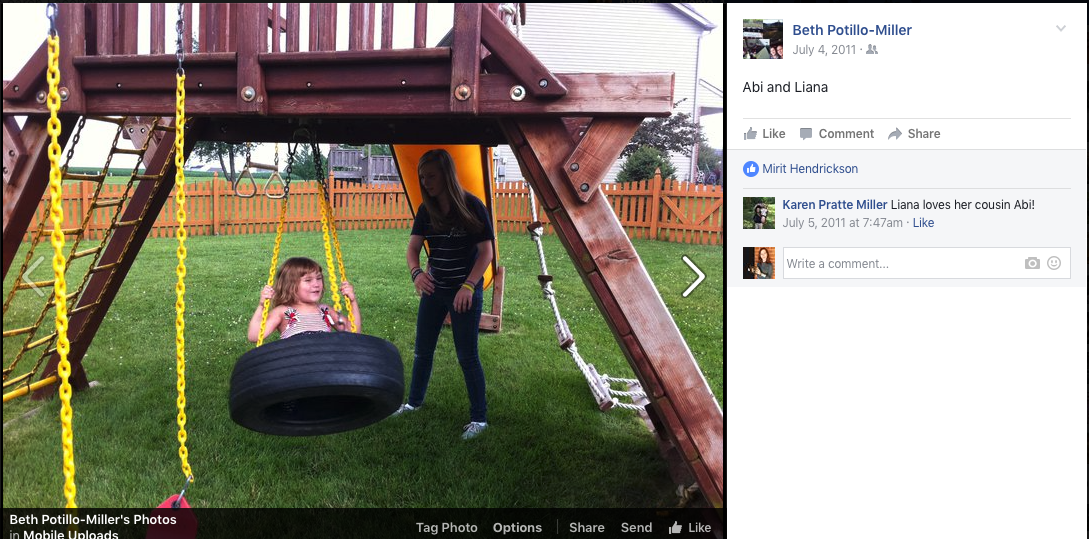 Beth Potillo-Miller
July 4, 2011 ·
Abi and Liana
Like Comment Share
Mirit Hendrickson
Karen Pratte Miller Liana loves her cousin Abi!
July 5, 2011 at 7:47am · Like
Write a comment...
Beth Potillo-Miller's Photos
in Mobile Uploads
Tag Photo Options Share Send Like